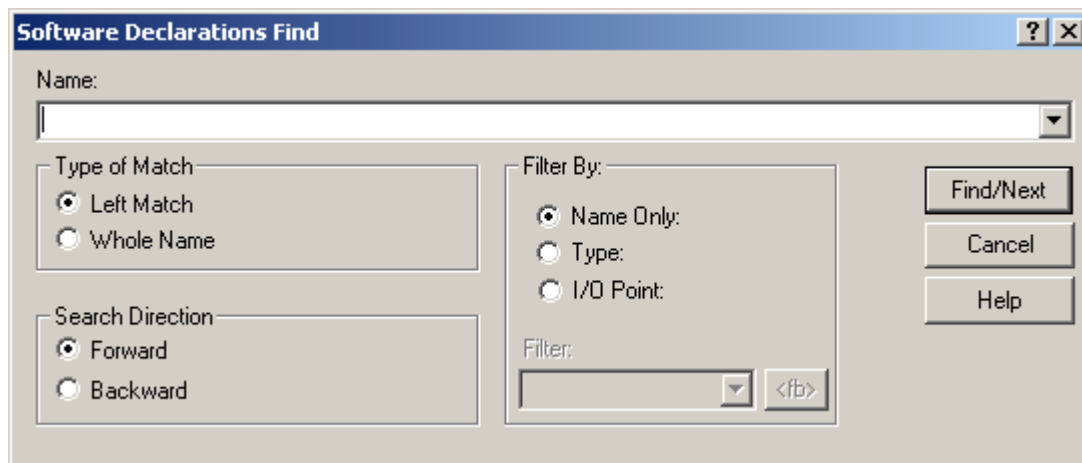 Software Declarations Find
Name:
Type of Match
Left Match
Whole Name
Search Direction
Forward
Backward
Filter By:
Name Only:
Type:
I/O Point:
Filter:
<fb>
Find/Next
Cancel
Help